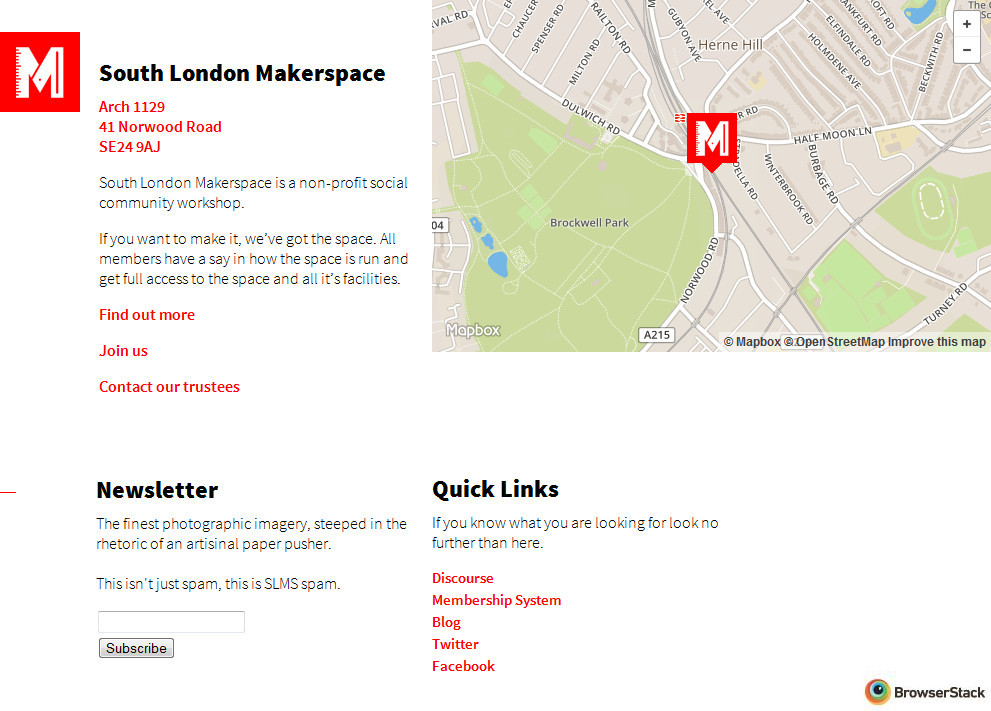 M
South London Makerspace
Arch 1129
41 Norwood Road
SE24 9AJ
South London Makerspace is a non-profit social
community workshop.
If you want to make it, we've got the space. All
members have a say in how the space is run and
get full access to the space and all it's facilities.
Find out more
Join us
Contact our trustees
CHAUCER
SPENSER RD
MILTON RD
RAILTON RD
GUBYON AVE
Herne Hill
FRANKFURT RD
ELFINDALE RD
HOLMDENE AVE
BECKWITH RD
+
−
DULWICH RD
M
HALF MOON LN
WINTERBROOK RD
BURBAGE RD
Brockwell Park
04
NORWOOD RD
TURNEY RD
A215
Mapbox
© Mapbox © OpenStreetMap Improve this map
Newsletter
The finest photographic imagery, steeped in the
rhetoric of an artisinal paper pusher.
This isn't just spam, this is SLMS spam.
Subscribe
Quick Links
If you know what you are looking for look no
further than here.
Discourse
Membership System
Blog
Twitter
Facebook
BrowserStack